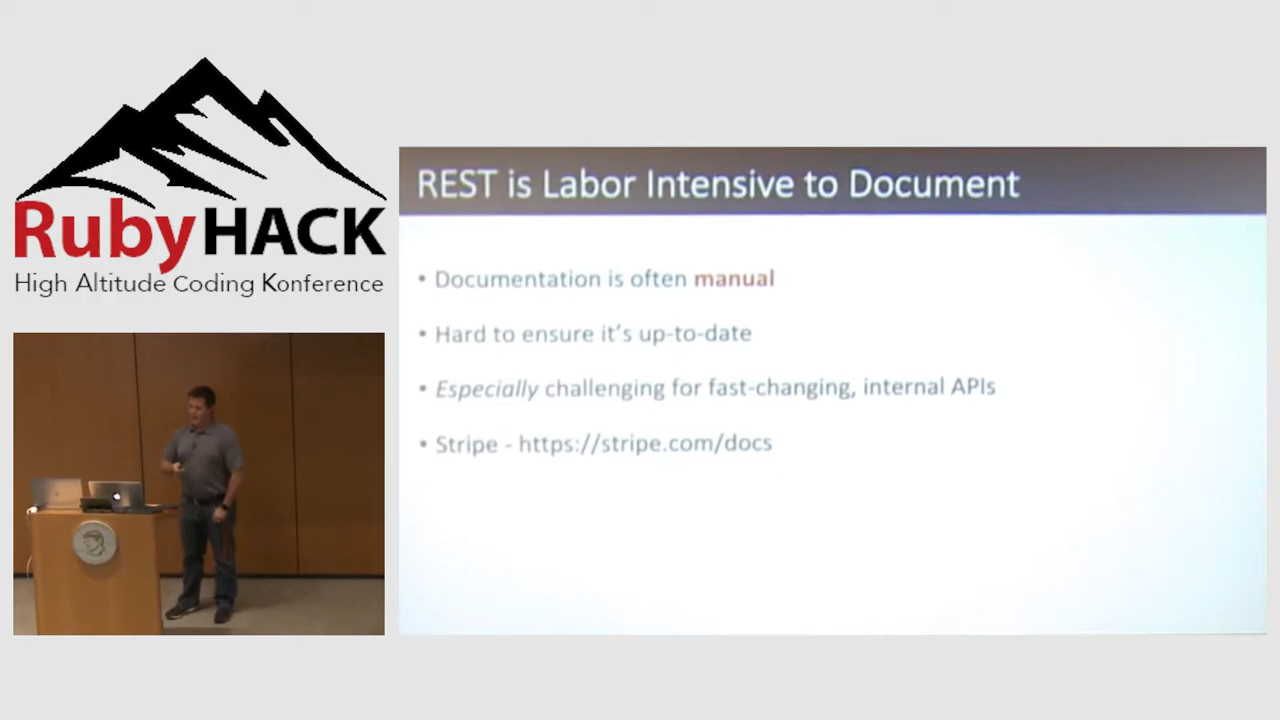 RubyHACK
High Altitude Coding Konference
REST is Labor Intensive to Document
• Documentation is often manual
• Hard to ensure it's up-to-date
• Especially challenging for fast-changing, internal APIs
• Stripe - https://stripe.com/docs